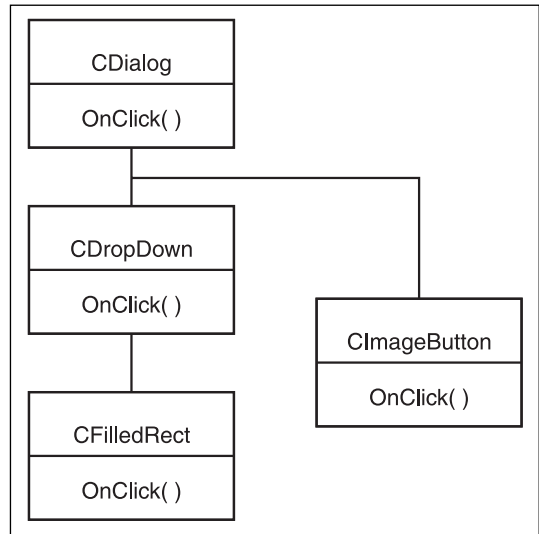 CDialog
OnClick( )
CDropDown
OnClick( )
CImageButton
OnClick( )
CFilledRect
OnClick( )